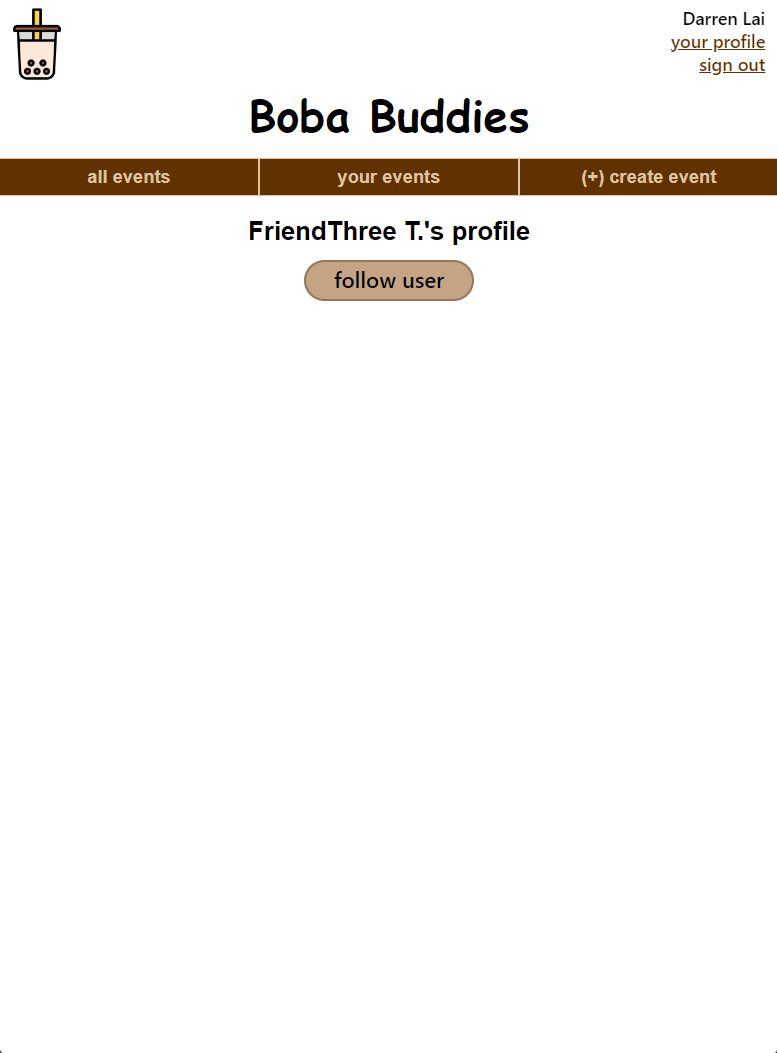 Darren Lai
your profile
sign out
Boba Buddies
all events
your events
(+) create event
FriendThree T.'s profile
follow user